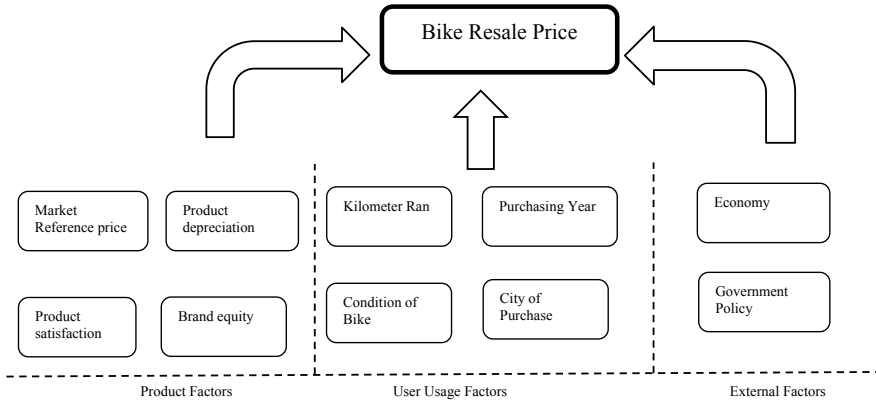 Bike Resale Price
Market
Reference price
Product
depreciation
Kilometer Ran
Purchasing Year
Economy
Product
satisfaction
Brand equity
Condition of
Bike
City of
Purchase
Government
Policy
Product Factors
User Usage Factors
External Factors